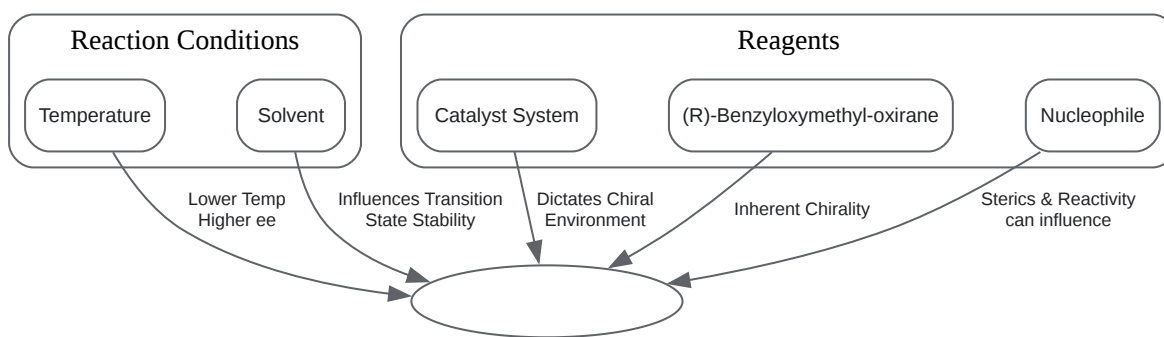 Reaction Conditions
Reagents
Temperature
Solvent
Catalyst System
(R)-Benzyloxymethyl-oxirane
Nucleophile
Lower Temp
Higher ee
Influences Transition
State Stability
Dictates Chiral
Environment
Inherent Chirality
Sterics & Reactivity
can influence